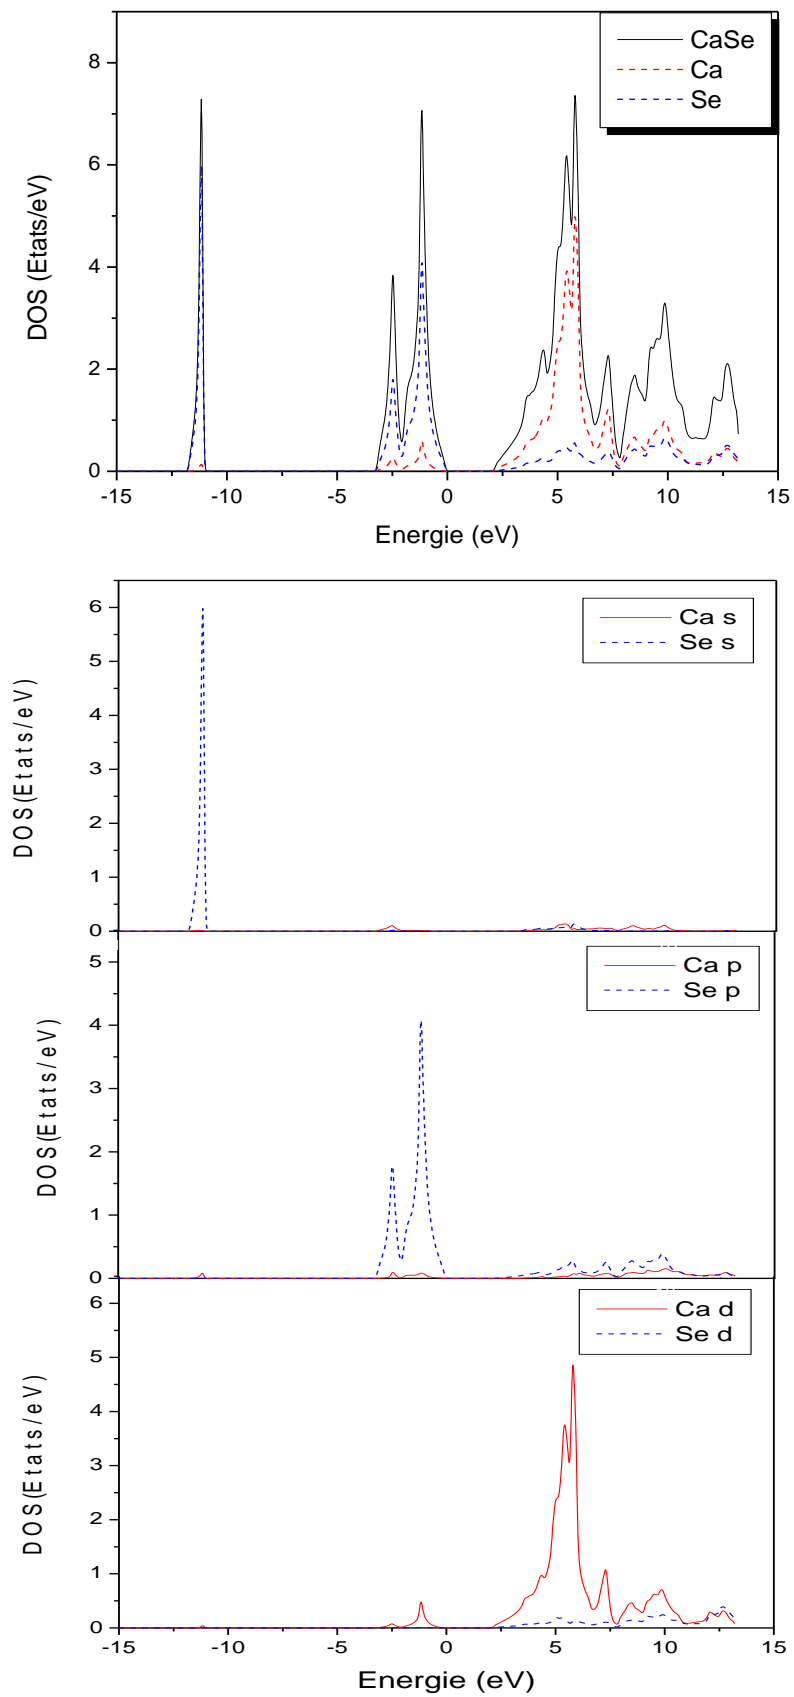 CaSe
Ca
Se
8
6
4
2
0
DOS (Etats/eV)
-15 -10 -5 0 5 10 15
Energie (eV)
Ca s
Se s
6
5
4
3
2
1
0
DOS(Etats/eV)
Ca p
Se p
5
4
3
2
1
0
DOS(Etats/eV)
Ca d
Se d
6
5
4
3
2
1
0
DOS(Etats/eV)
-15 -10 -5 0 5 10 15
Energie (eV)